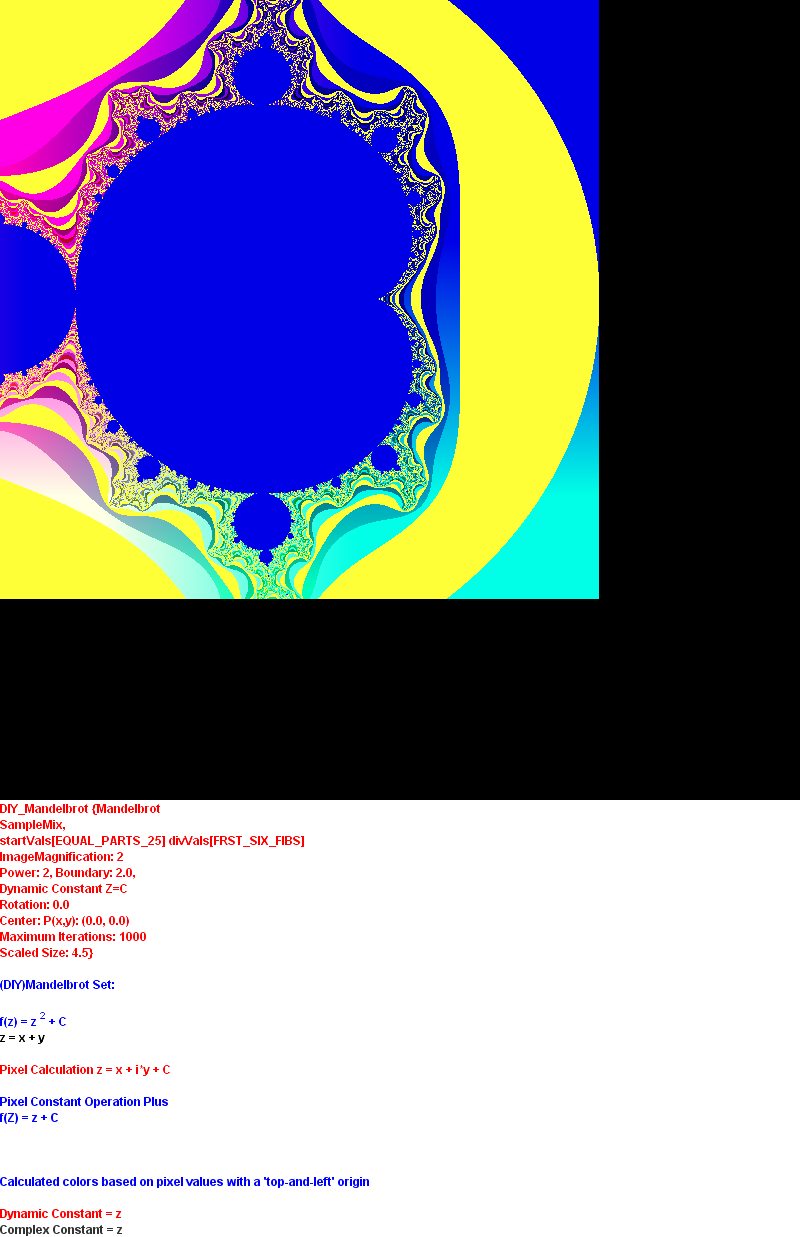 DIY_Mandelbrot {Mandelbrot
SampleMix,
startVals[EQUAL_PARTS_25] divVals[FRST_SIX_FIBS]
ImageMagnification: 2
Power: 2, Boundary: 2.0,
Dynamic Constant Z=C
Rotation: 0.0
Center: P(x,y): (0.0, 0.0)
Maximum Iterations: 1000
Scaled Size: 4.5}
(DIY)Mandelbrot Set:
f(z) = z ² + C
z = x + y
Pixel Calculation z = x + i*y + C
Pixel Constant Operation Plus
f(Z) = z + C
Calculated colors based on pixel values with a 'top-and-left' origin
Dynamic Constant = z
Complex Constant = z